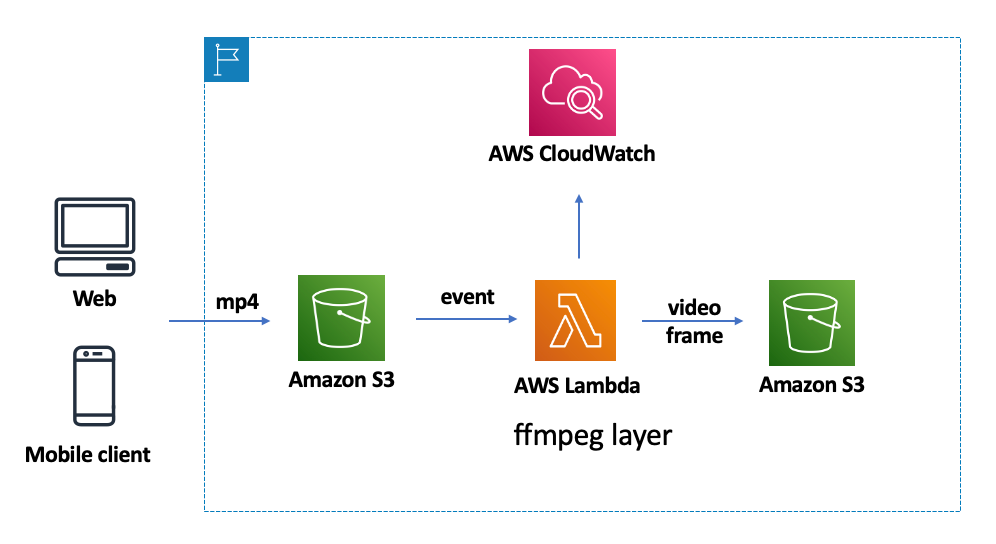 AWS CloudWatch
Web
mp4
event
video
frame
Amazon S3
AWS Lambda
Amazon S3
ffmpeg layer
Mobile client